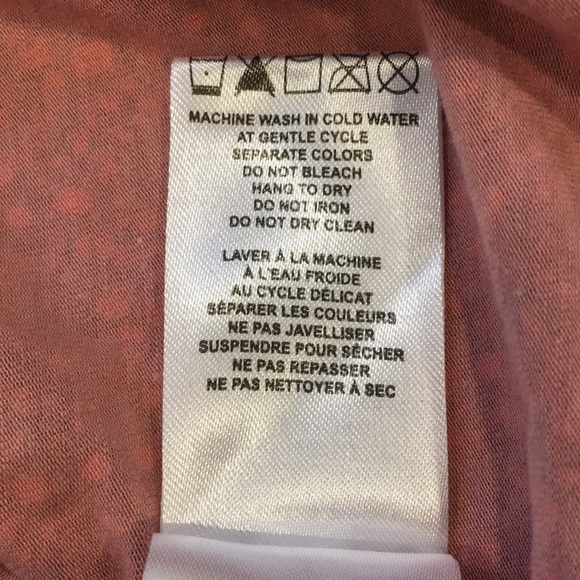 MACHINE WASH IN COLD WATER
AT GENTLE CYCLE
SEPARATE COLORS
DO NOT BLEACH
HANG TO DRY
DO NOT IRON
DO NOT DRY CLEAN
LAVER À LA MACHINE
À L'EAU FROIDE
AU CYCLE DÉLICAT
SÉPARER LES COULEURS
NE PAS JAVELLISER
SUSPENDRE POUR SÉCHER
NE PAS REPASSER
NE PAS NETTOYER À SEC